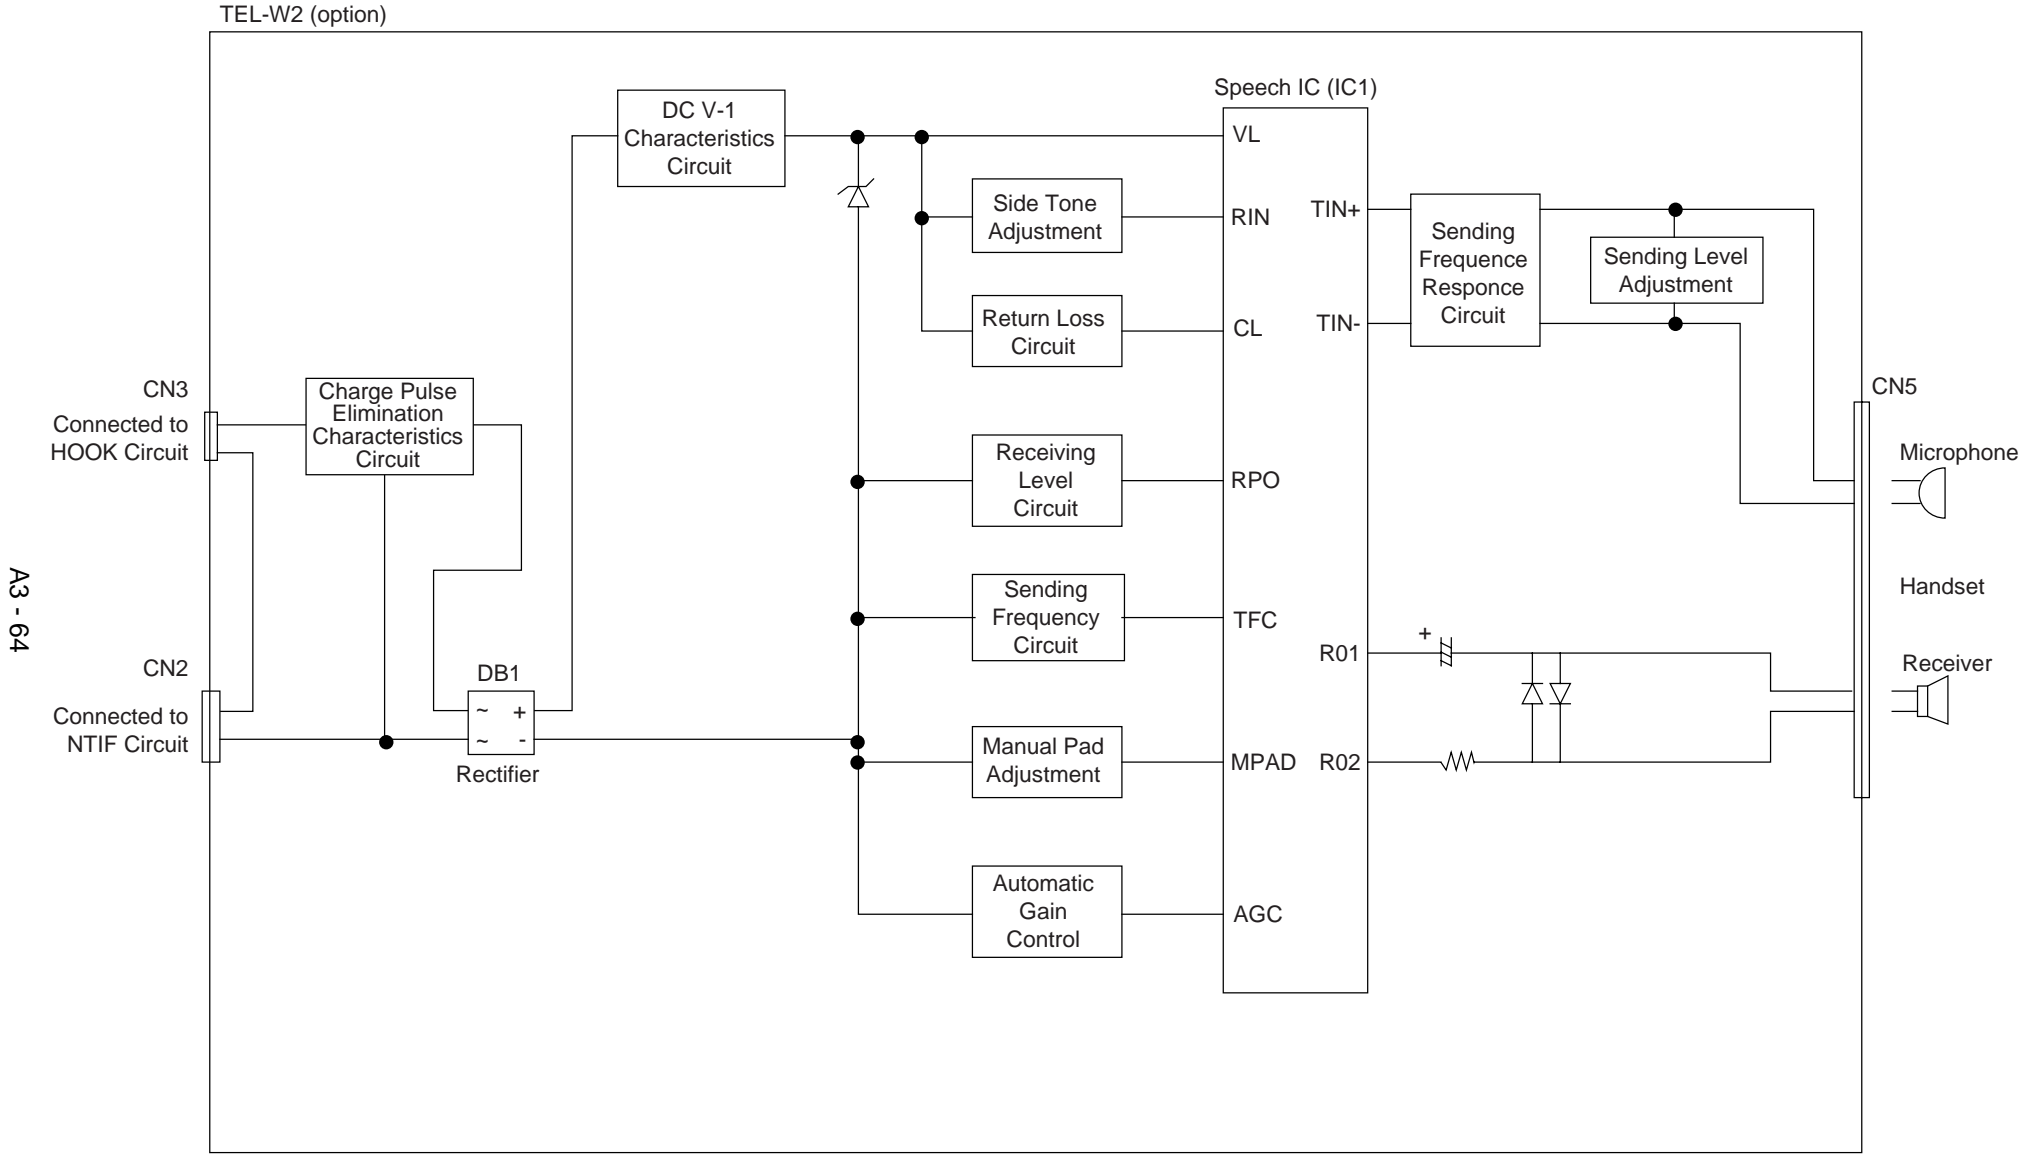 TEL-W2 (option)
Speech IC (IC1)
DC V-1
Characteristics
Circuit
VL
Side Tone
Adjustment
RIN
TIN+
Sending
Frequence
Responce
Circuit
Sending Level
Adjustment
Return Loss
Circuit
CL
TIN-
CN3
Connected to
HOOK Circuit
Charge Pulse
Elimination
Characteristics
Circuit
CN5
Microphone
Receiving
Level
Circuit
RPO
Handset
A3 - 64
Sending
Frequency
Circuit
TFC
R01
+
Receiver
CN2
Connected to
NTIF Circuit
DB1
~ +
~ -
Rectifier
Manual Pad
Adjustment
MPAD
R02
Automatic
Gain
Control
AGC